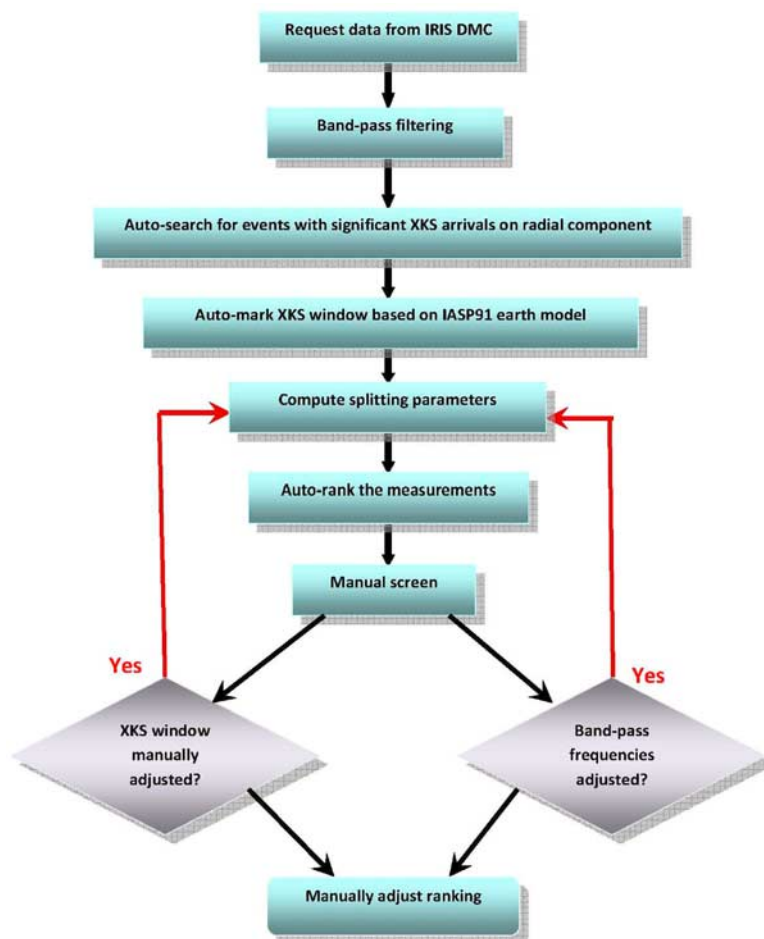 Request data from IRIS DMC
Band-pass filtering
Auto-search for events with significant XKS arrivals on radial component
Auto-mark XKS window based on IASP91 earth model
Compute splitting parameters
Auto-rank the measurements
Manual screen
Yes
Yes
XKS window
manually
adjusted?
Band-pass
frequencies
adjusted?
Manually adjust ranking